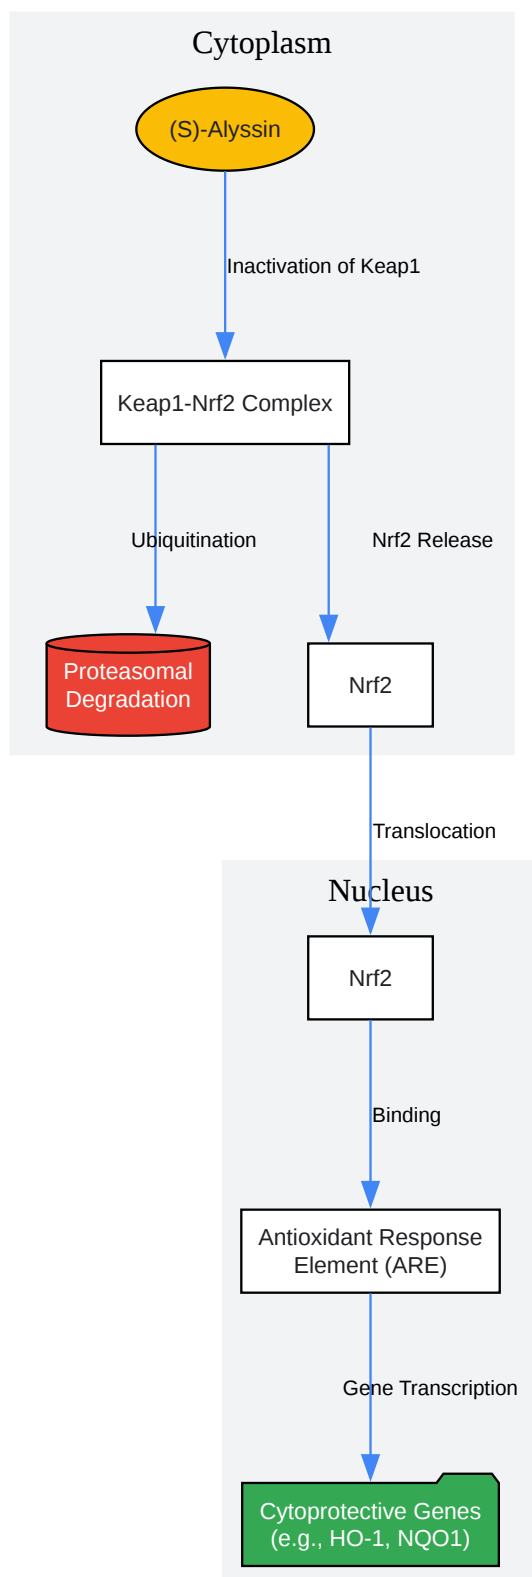 Cytoplasm
(S)-Alyssin
Inactivation of Keap1
Keap1-Nrf2 Complex
Ubiquitination
Nrf2 Release
Proteasomal
Degradation
Nrf2
Translocation
Nucleus
Nrf2
Binding
Antioxidant Response
Element (ARE)
Gene Transcription
Cytoprotective Genes
(e.g., HO-1, NQO1)